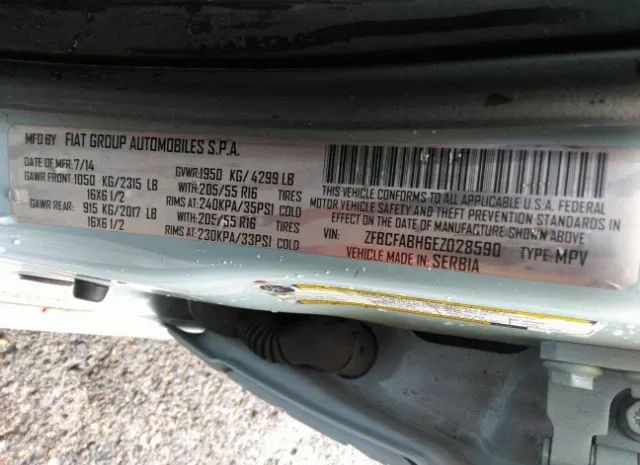 MFD BY FIAT GROUP AUTOMOBILES S.P.A.
DATE OF MFR: 7/14 GVWR: 1950 KG/ 4299 LB
GAWR FRONT: 1050 KG/2315 LB WITH: 205/55 R16 TIRES
16X6 1/2 RIMS AT: 240KPA/35PSI COLD
GAWR REAR: 915 KG/2017 LB WITH: 205/55 R16 TIRES
16X6 1/2 RIMS AT: 230KPA/33PSI COLD
THIS VEHICLE CONFORMS TO ALL APPLICABLE U.S.A. FEDERAL
MOTOR VEHICLE SAFETY AND THEFT PREVENTION STANDARDS IN
EFFECT ON THE DATE OF MANUFACTURE SHOWN ABOVE.
VIN: ZFBCFABH6EZ028590 TYPE: MPV
VEHICLE MADE IN: SERBIA